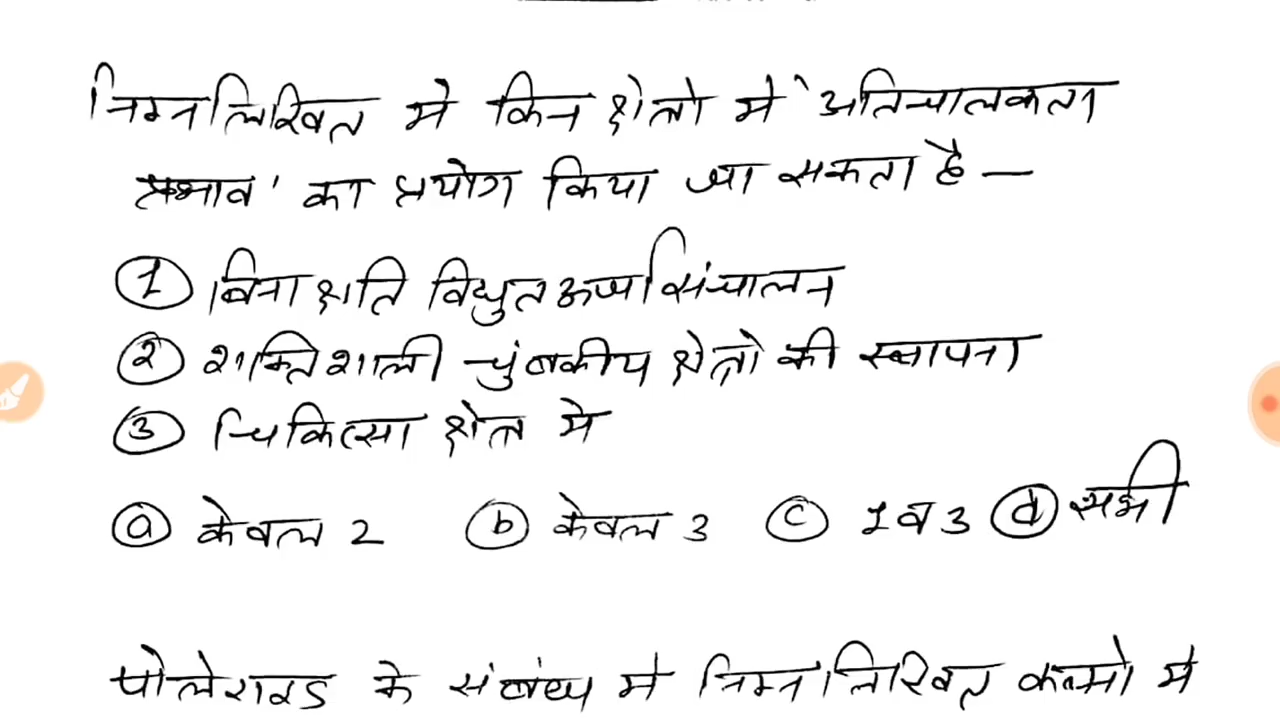 निम्नलिखित मे किन क्षेत्रो मे 'अतिचालकता
प्रभाव' का प्रयोग किया जा सकता है —
① बिना क्षति विद्युत ऊर्जा संचालन
② शक्तिशाली चुंबकीय क्षेत्रो की स्थापना
③ चिकित्सा क्षेत्र मे
ⓐ केवल 2 ⓑ केवल 3 ⓒ 1 व 3 ⓓ सभी
पोलेराइड के संबंध मे निम्नलिखित कथनो मे